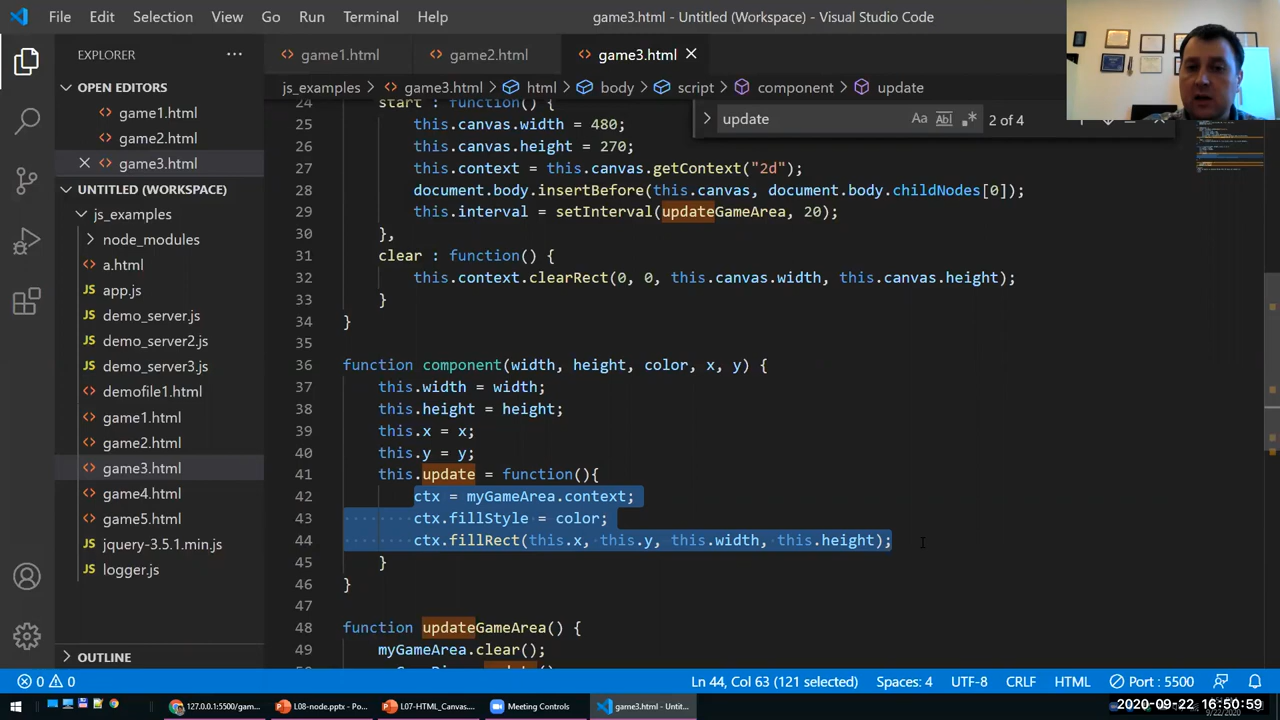 File Edit Selection View Go Run Terminal Help game3.html - Untitled (Workspace) - Visual Studio Code
EXPLORER ... game1.html game2.html game3.html
OPEN EDITORS js_examples > game3.html > html > body > script > component > update
game1.html
game2.html
game3.html
UNTITLED (WORKSPACE)
js_examples
node_modules
a.html
app.js
demo_server.js
demo_server2.js
demo_server3.js
demofile1.html
game1.html
game2.html
game3.html
game4.html
game5.html
jquery-3.5.1.min.js
logger.js
OUTLINE
update Aa Abl 2 of 4
24 start : function() {
25 this.canvas.width = 480;
26 this.canvas.height = 270;
27 this.context = this.canvas.getContext("2d");
28 document.body.insertBefore(this.canvas, document.body.childNodes[0]);
29 this.interval = setInterval(updateGameArea, 20);
30 },
31 clear : function() {
32 this.context.clearRect(0, 0, this.canvas.width, this.canvas.height);
33 }
34 }
35
36 function component(width, height, color, x, y) {
37 this.width = width;
38 this.height = height;
39 this.x = x;
40 this.y = y;
41 this.update = function(){
42 ctx = myGameArea.context;
43 ctx.fillStyle = color;
44 ctx.fillRect(this.x, this.y, this.width, this.height);
45 }
46 }
47
48 function updateGameArea() {
49 myGameArea.clear();
0 0 Ln 44, Col 63 (121 selected) Spaces: 4 UTF-8 CRLF HTML Port : 5500
127.0.0.1:5500/gam... L08-node.pptx - Po... L07-HTML_Canvas... Meeting Controls game3.html - Untitl... 2020-09-22 16:50:59